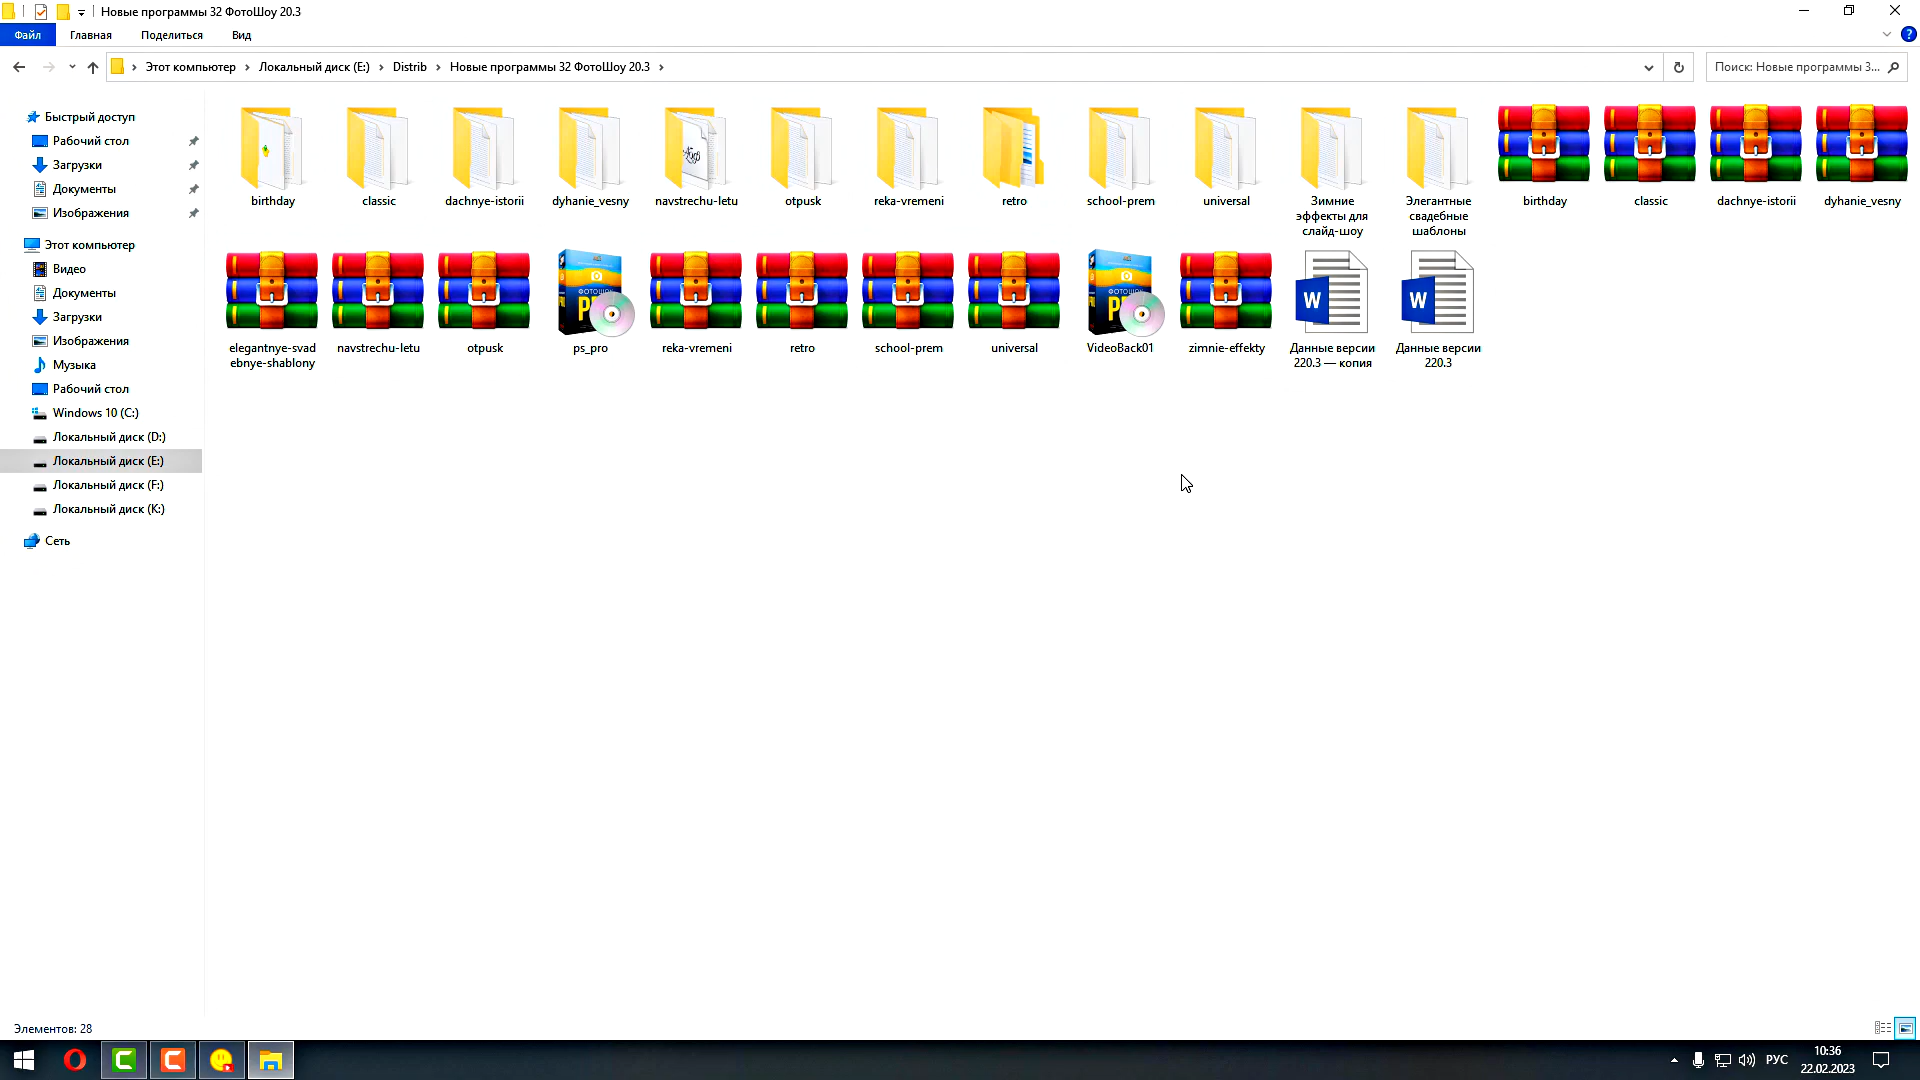 Новые программы 32 ФотоШоу 20.3
Файл
Главная
Поделиться
Вид
Этот компьютер
Локальный диск (E:)
Distrib
Новые программы 32 ФотоШоу 20.3
Поиск: Новые программы 3...
Быстрый доступ
Рабочий стол
Загрузки
Документы
Изображения
Этот компьютер
Видео
Документы
Загрузки
Изображения
Музыка
Рабочий стол
Windows 10 (C:)
Локальный диск (D:)
Локальный диск (E:)
Локальный диск (F:)
Локальный диск (K:)
Сеть
birthday
classic
dachnye-istorii
dyhanie_vesny
navstrechu-letu
otpusk
reka-vremeni
retro
school-prem
universal
Зимние
эффекты для
слайд-шоу
Элегантные
свадебные
шаблоны
birthday
classic
dachnye-istorii
dyhanie_vesny
elegantnye-svad
ebnye-shablony
navstrechu-letu
otpusk
ps_pro
reka-vremeni
retro
school-prem
universal
VideoBack01
zimnie-effekty
Данные версии
220.3 — копия
Данные версии
220.3
Элементов: 28
РУС
10:36
22.02.2023